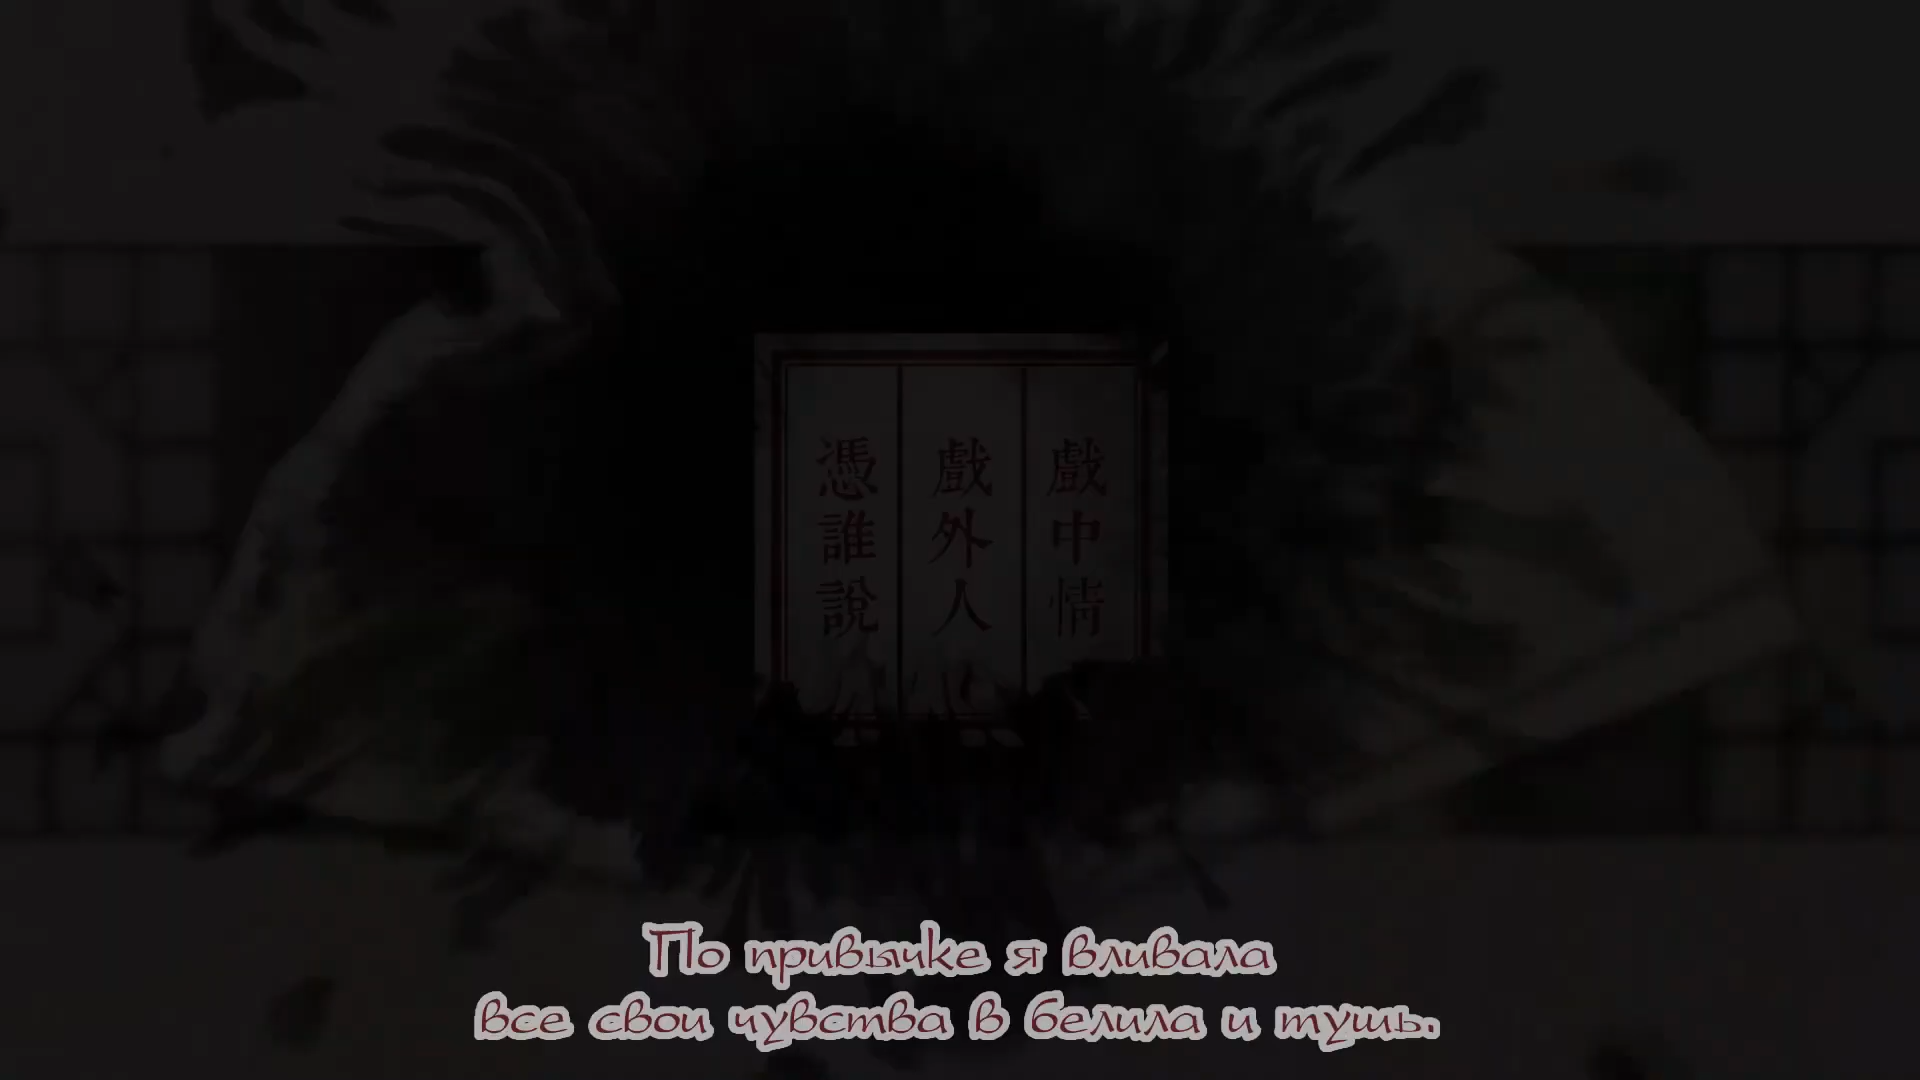 戲中情
戲外人
憑誰說
По привычке я вливала
все свои чувства в белила и тушь.